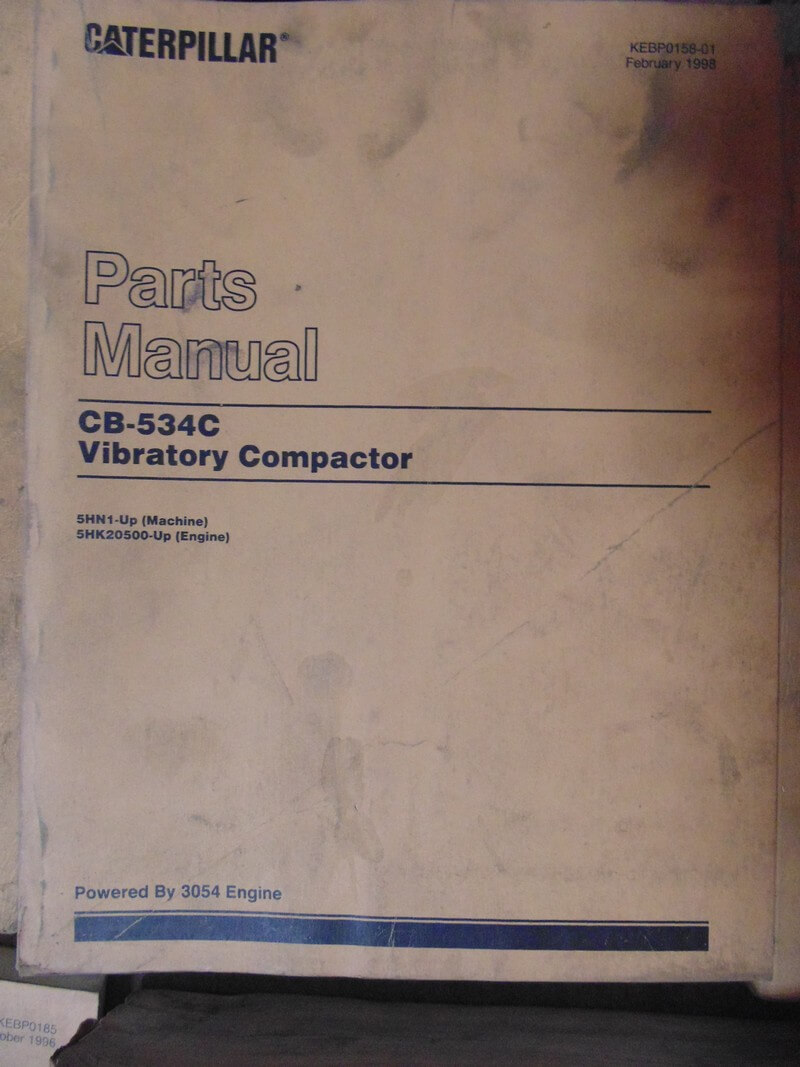 CATERPILLAR®
KEBP0158-01
February 1998
Parts
Manual
CB-534C
Vibratory Compactor
5HN1-Up (Machine)
5HK20500-Up (Engine)
Powered By 3054 Engine
KEBP0185
ober 1996